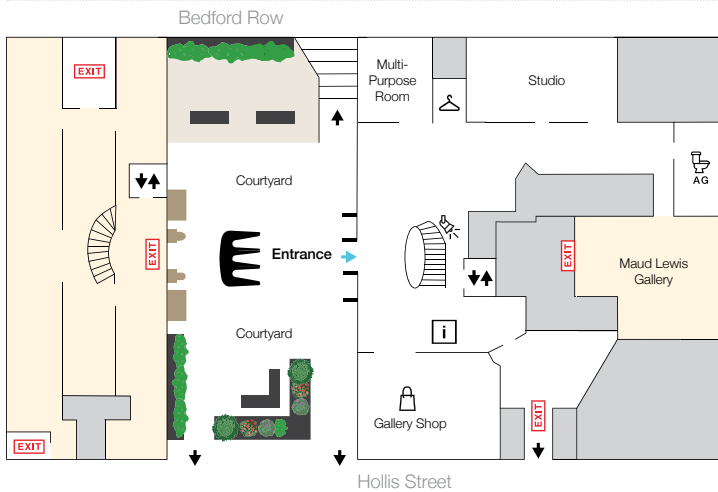 Bedford Row
EXIT
Multi-
Purpose
Room
Studio
AG
Courtyard
EXIT
Entrance
EXIT
Maud Lewis
Gallery
i
Courtyard
Gallery Shop
EXIT
EXIT
Hollis Street